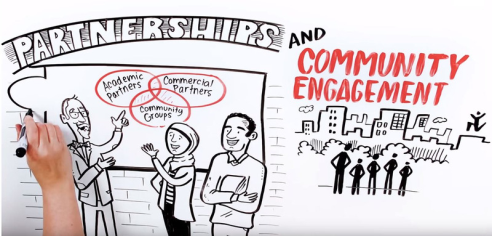 PARTNERSHIPS
AND
COMMUNITY
ENGAGEMENT
Academic
Partners
Commercial
Partners
Community
Groups